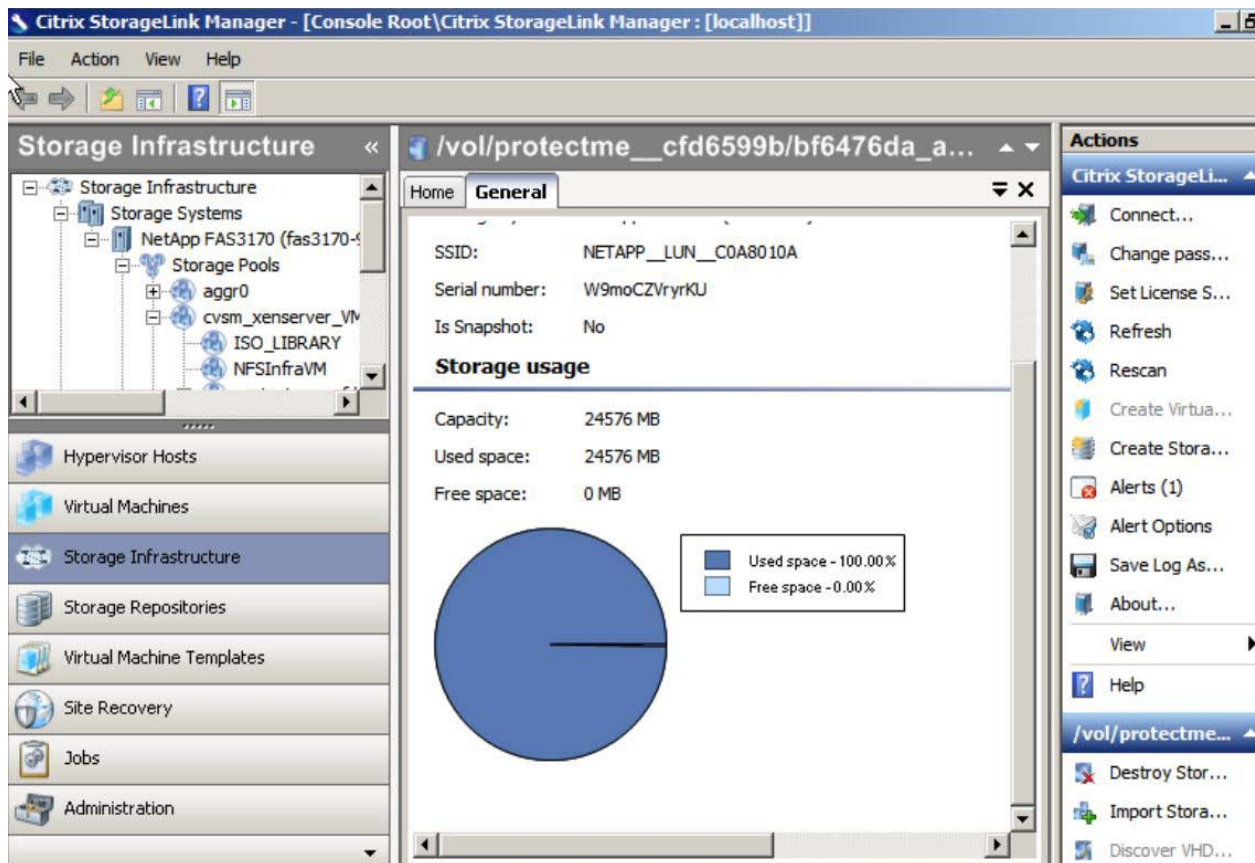 Citrix StorageLink Manager - [Console Root\Citrix StorageLink Manager : [localhost]]
File Action View Help
Storage Infrastructure «
Storage Infrastructure
Storage Systems
NetApp FAS3170 (fas3170-9
Storage Pools
aggr0
cvsm_xenserver_VM
ISO_LIBRARY
NFSInfraVM
Hypervisor Hosts
Virtual Machines
Storage Infrastructure
Storage Repositories
Virtual Machine Templates
Site Recovery
Jobs
Administration
/vol/protectme__cfd6599b/bf6476da_a...
Home General
SSID: NETAPP__LUN__C0A8010A
Serial number: W9moCZVryrKU
Is Snapshot: No
Storage usage
Capacity: 24576 MB
Used space: 24576 MB
Free space: 0 MB
Used space - 100.00%
Free space - 0.00%
Actions
Citrix StorageLi...
Connect...
Change pass...
Set License S...
Refresh
Rescan
Create Virtua...
Create Stora...
Alerts (1)
Alert Options
Save Log As...
About...
View
Help
/vol/protectme...
Destroy Stor...
Import Stora...
Discover VHD...